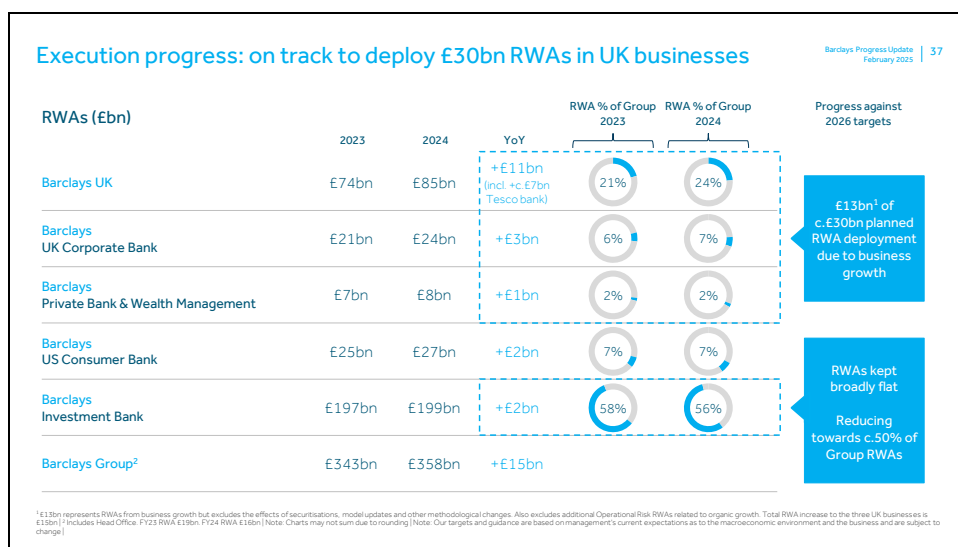 Execution progress: on track to deploy £30bn RWAs in UK businesses
Barclays Progress Update
February 2025
37
RWAs (£bn)
2023
2024
YoY
RWA % of Group
2023
RWA % of Group
2024
Progress against
2026 targets
Barclays UK
£74bn
£85bn
+£11bn
(incl. +c.£7bn
Tesco bank)
21%
24%
Barclays
UK Corporate Bank
£21bn
£24bn
+£3bn
6%
7%
Barclays
Private Bank & Wealth Management
£7bn
£8bn
+£1bn
2%
2%
£13bn¹ of
c.£30bn planned
RWA deployment
due to business
growth
Barclays
US Consumer Bank
£25bn
£27bn
+£2bn
7%
7%
Barclays
Investment Bank
£197bn
£199bn
+£2bn
58%
56%
RWAs kept
broadly flat
Reducing
towards c.50% of
Group RWAs
Barclays Group²
£343bn
£358bn
+£15bn
¹ £13bn represents RWAs from business growth but excludes the effects of securitisations, model updates and other methodological changes. Also excludes additional Operational Risk RWAs related to organic growth. Total RWA increase to the three UK businesses is
£15bn | ² Includes Head Office. FY23 RWA £19bn. FY24 RWA £16bn | Note: Charts may not sum due to rounding | Note: Our targets and guidance are based on management's current expectations as to the macroeconomic environment and the business and are subject to
change |